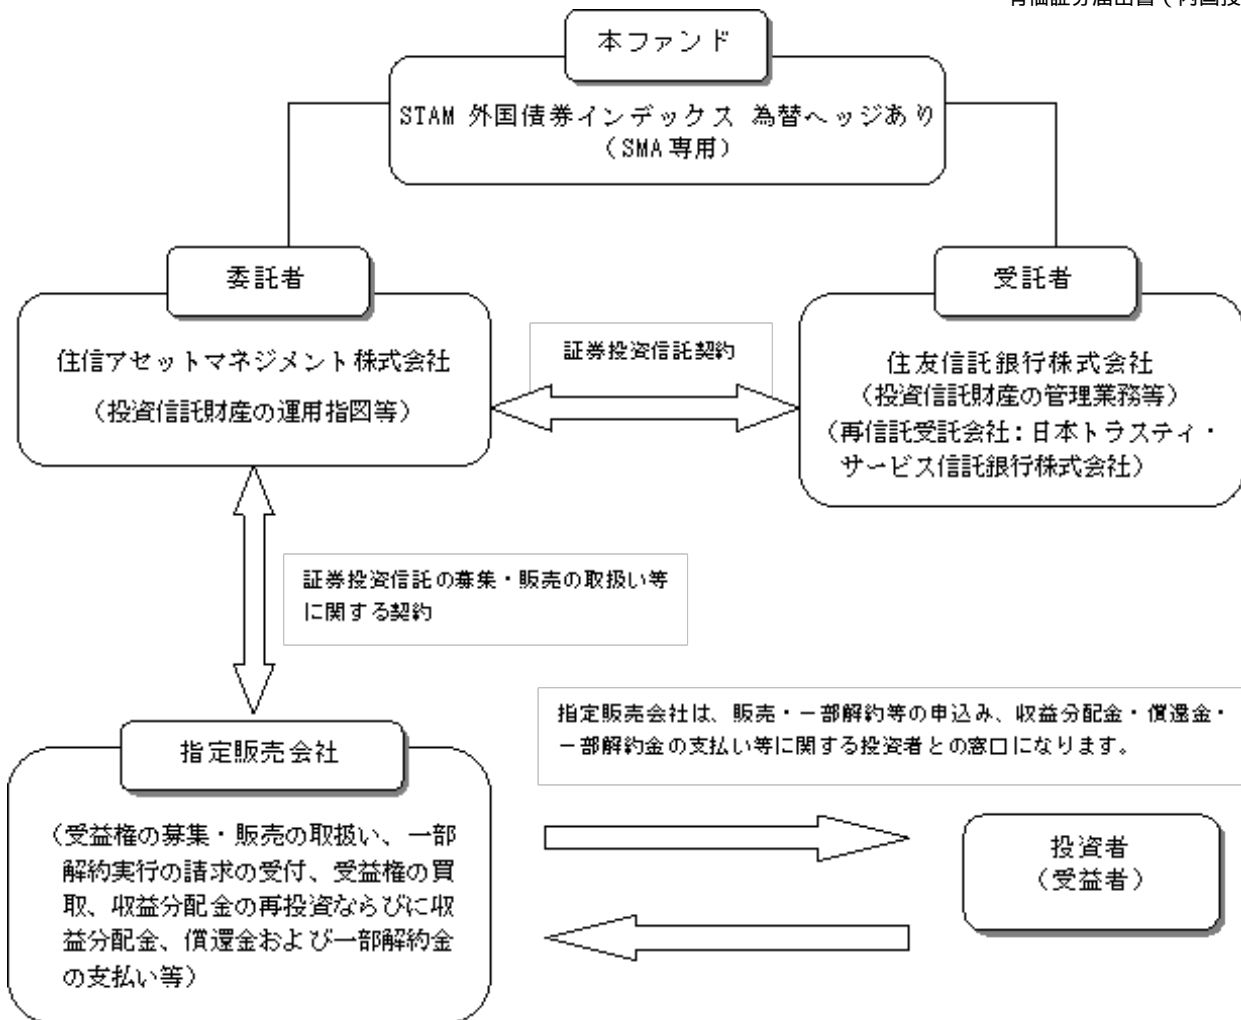 有価証券届出書(内国投
本ファンド
STAM 外国債券インデックス 為替ヘッジあり
(SMA専用)
委託者
受託者
住信アセットマネジメント株式会社
(投資信託財産の運用指図等)
証券投資信託契約
住友信託銀行株式会社
(投資信託財産の管理業務等)
(再信託受託会社:日本トラスティ・
サービス信託銀行株式会社)
証券投資信託の募集・販売の取扱い等
に関する契約
指定販売会社は、販売・一部解約等の申込み、収益分配金・償還金・
一部解約金の支払い等に関する投資者との窓口になります。
指定販売会社
(受益権の募集・販売の取扱い、一部
解約実行の請求の受付、受益権の買
取、収益分配金の再投資ならびに収
益分配金、償還金および一部解約金
の支払い等)
投資者
(受益者)